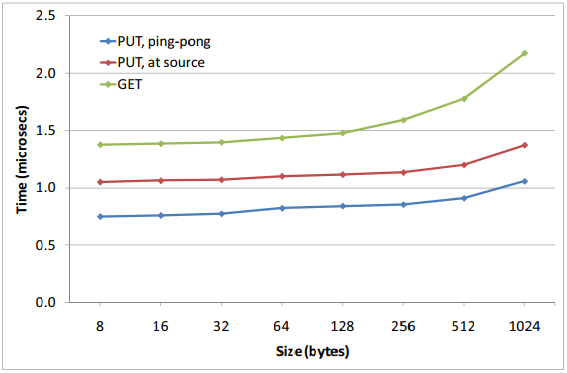 2.5
2.0
1.5
1.0
0.5
0.0
Time (microsecs)
PUT, ping-pong
PUT, at source
GET
8 16 32 64 128 256 512 1024
Size (bytes)